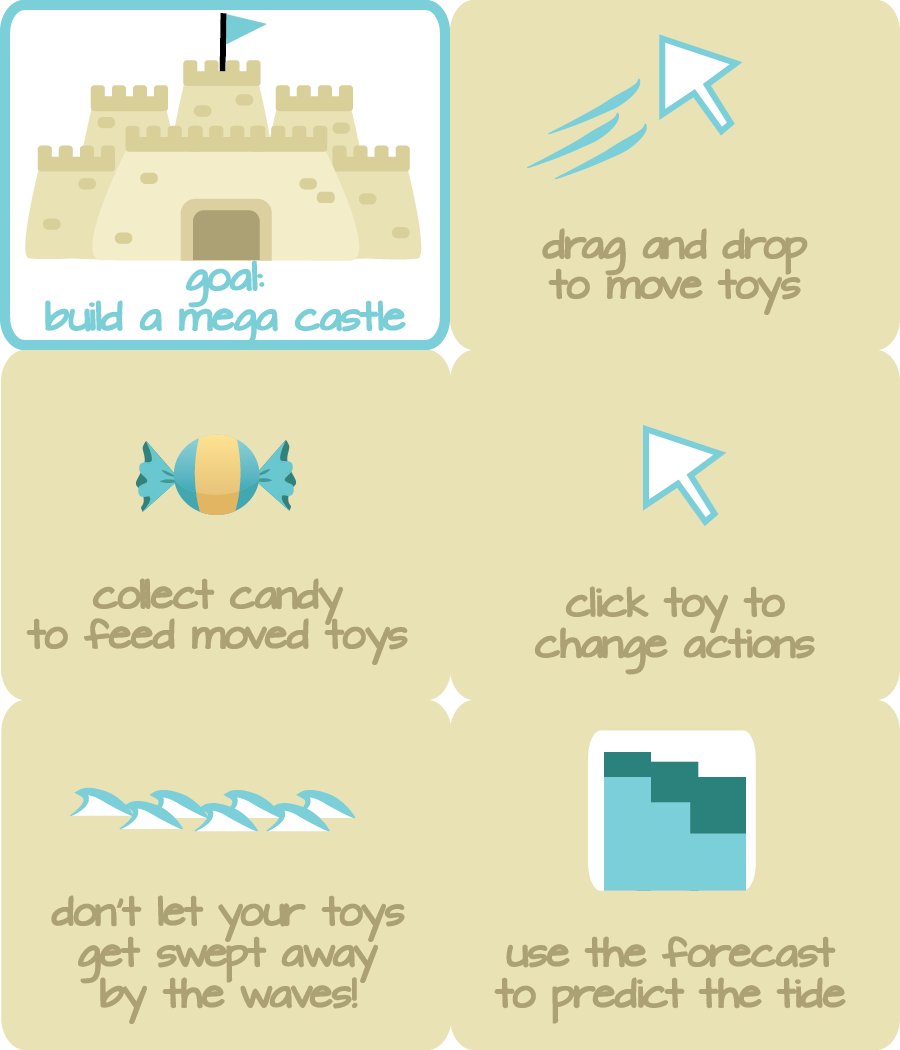 goal:
build a mega castle
drag and drop
to move toys
collect candy
to feed moved toys
click toy to
change actions
don't let your toys
get swept away
by the waves!
use the forecast
to predict the tide